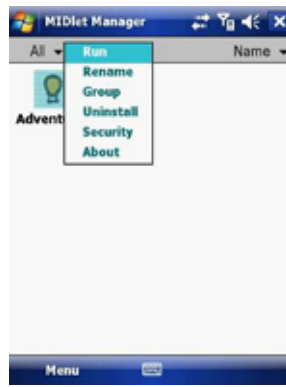 MIDlet Manager
All
Name
Run
Rename
Group
Uninstall
Security
About
Advent
Menu